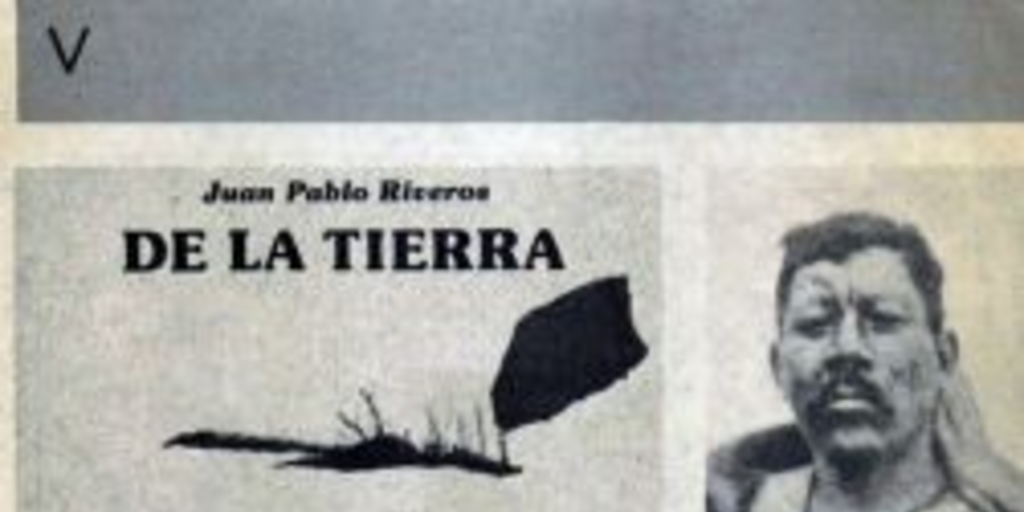 V
Juan Pablo Riveros
DE LA TIERRA